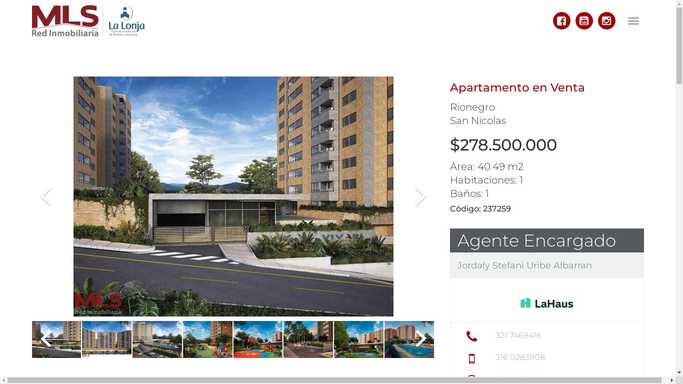 MLS
Red Inmobiliaria
La Lonja
Apartamento en Venta
Rionegro
San Nicolas
$278.500.000
Área: 40.49 m2
Habitaciones: 1
Baños: 1
Código: 237259
MLS
Red Inmobiliaria
Agente Encargado
Jordaly Stefani Uribe Albarran
LaHaus
321 7469416
316 0283908